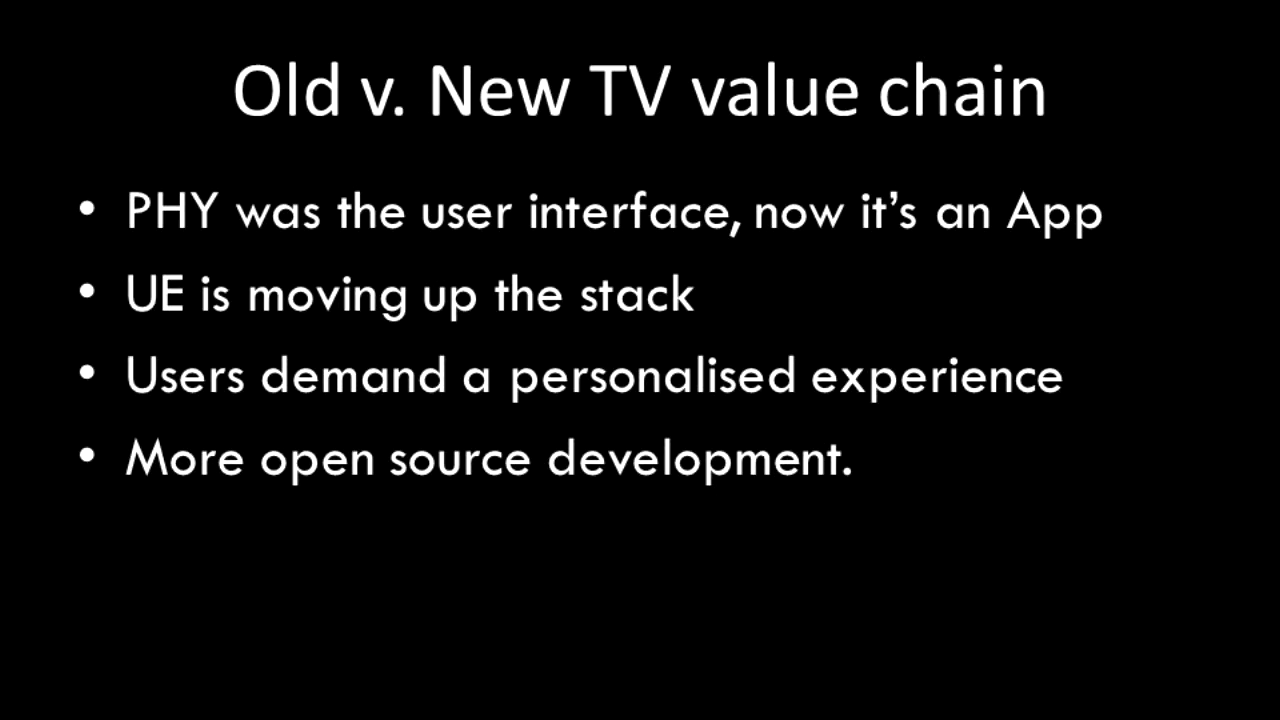 Old v. New TV value chain
• PHY was the user interface, now it’s an App
• UE is moving up the stack
• Users demand a personalised experience
• More open source development.